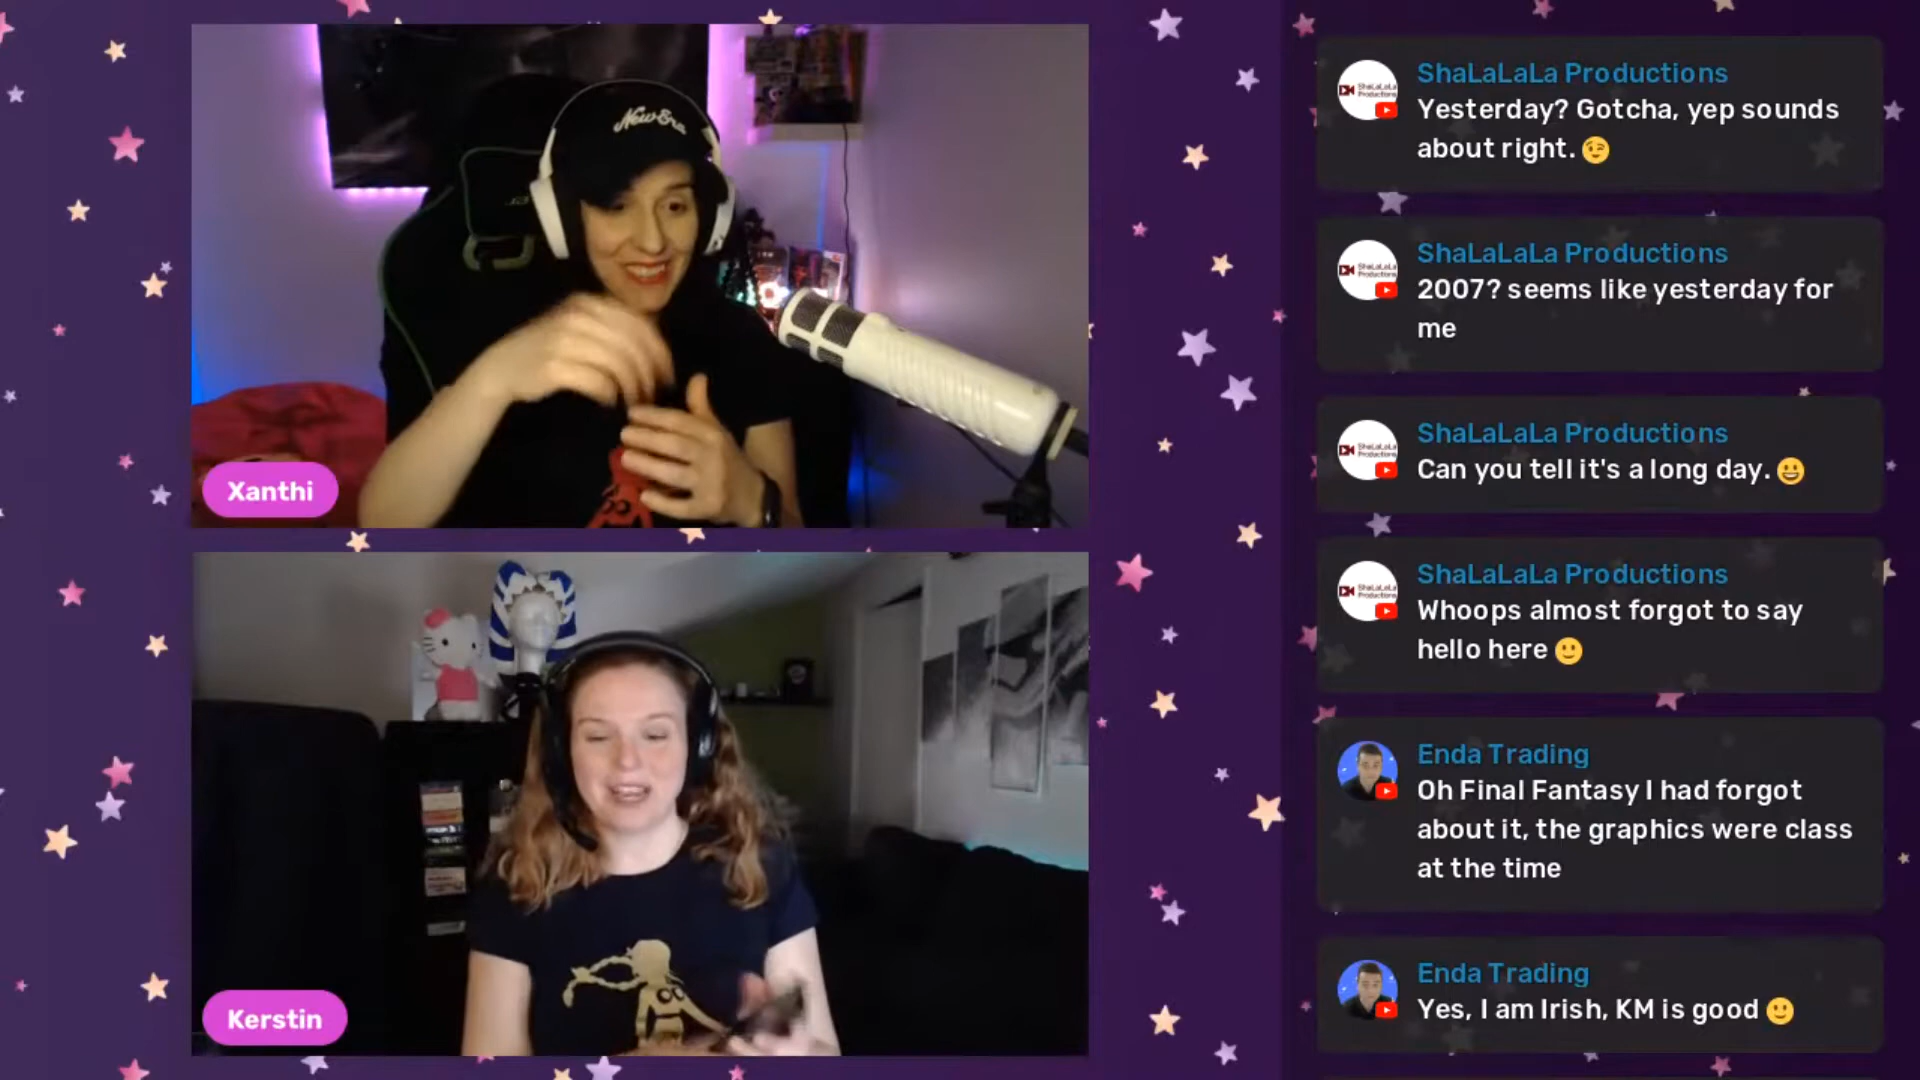 New Era
Xanthi
Kerstin
ShaLaLaLa Productions
Yesterday? Gotcha, yep sounds
about right. 😉
ShaLaLaLa Productions
2007? seems like yesterday for
me
ShaLaLaLa Productions
Can you tell it's a long day. 😀
ShaLaLaLa Productions
Whoops almost forgot to say
hello here 🙂
Enda Trading
Oh Final Fantasy I had forgot
about it, the graphics were class
at the time
Enda Trading
Yes, I am Irish, KM is good 🙂